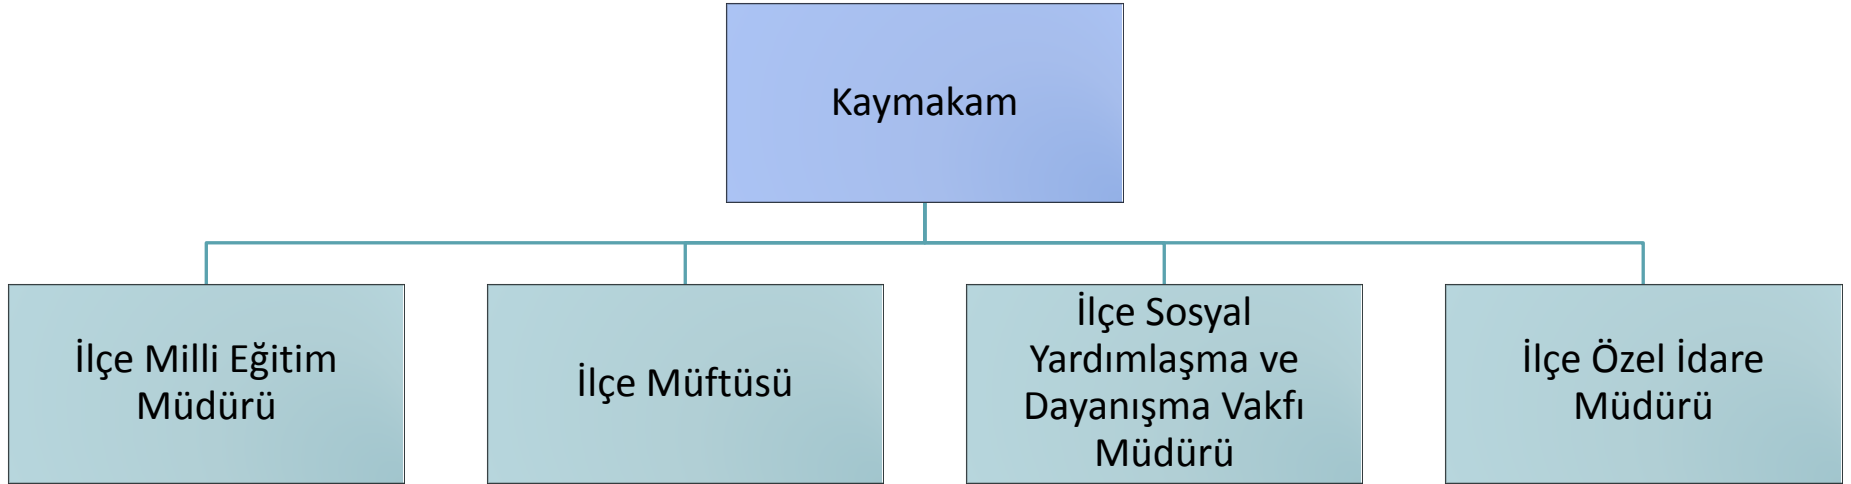 Kaymakam
İlçe Milli Eğitim
Müdürü
İlçe Müftüsü
İlçe Sosyal
Yardımlaşma ve
Dayanışma Vakfı
Müdürü
İlçe Özel İdare
Müdürü